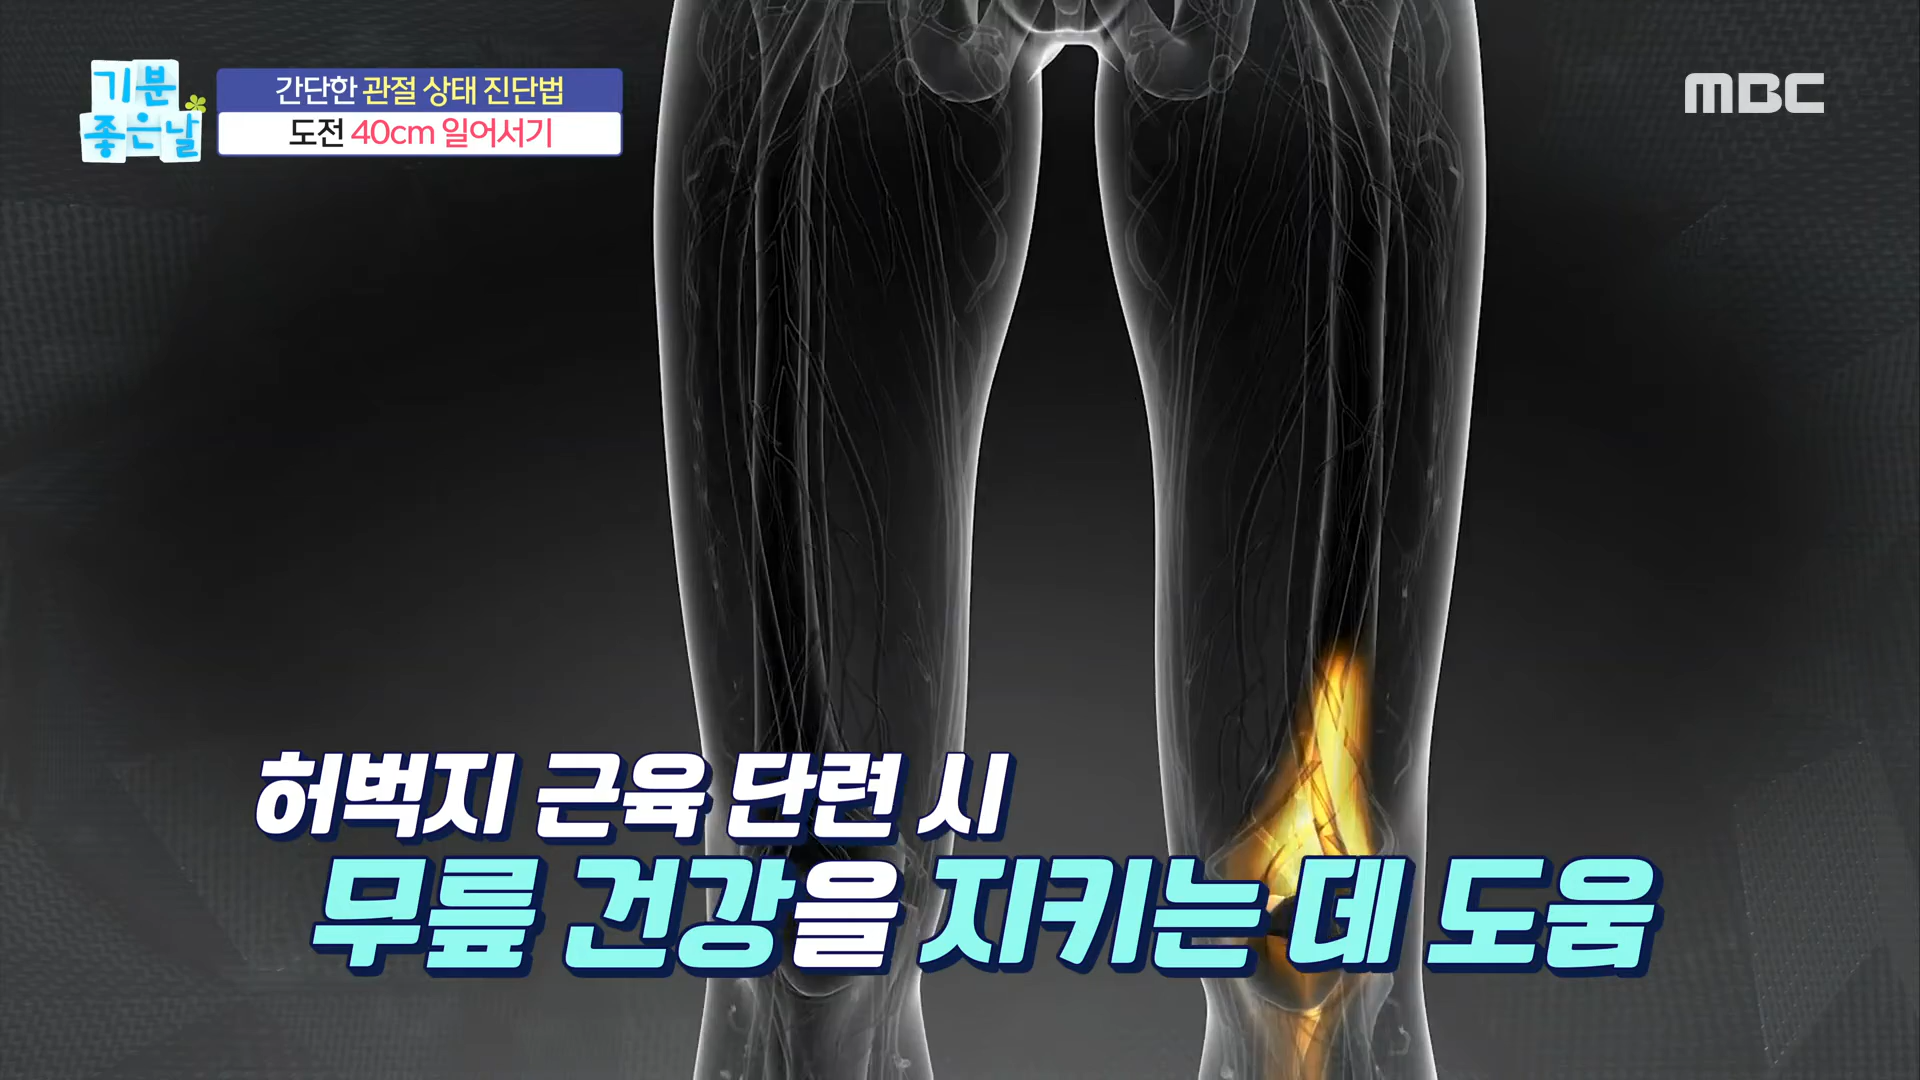 기분
좋은날
간단한 관절 상태 진단법
도전 40cm 일어서기
MBC
허벅지 근육 단련 시
무릎 건강을 지키는 데 도움